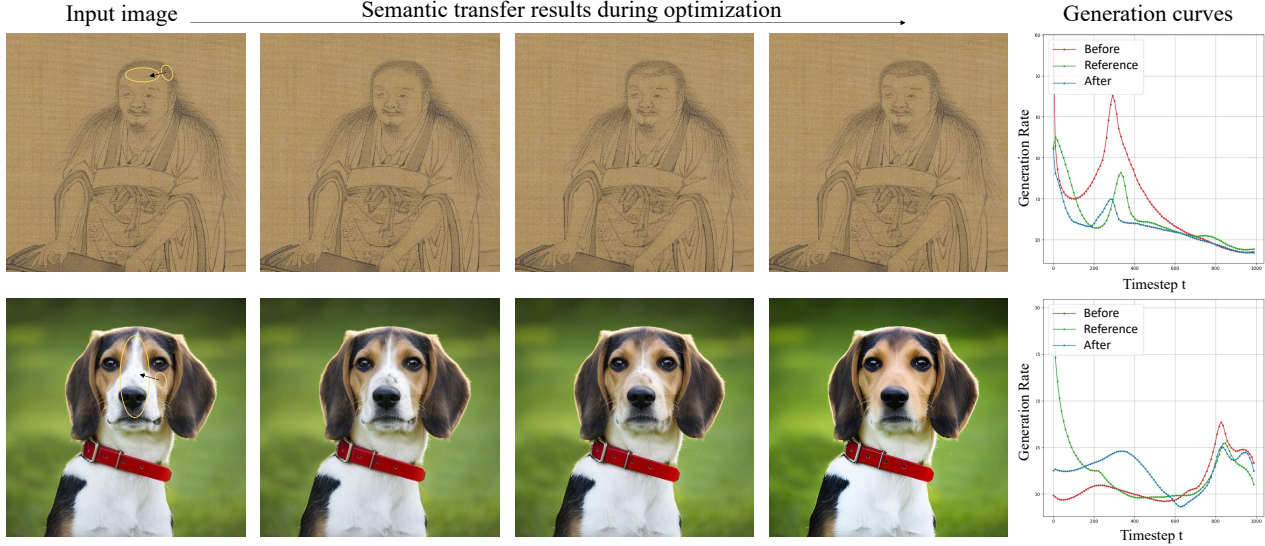 Input image
Semantic transfer results during optimization
Generation curves
Before
Reference
After
Generation Rate
0
200
400
600
800
1000
Timestep t
Before
Reference
After
Generation Rate
0
200
400
600
800
1000
Timestep t